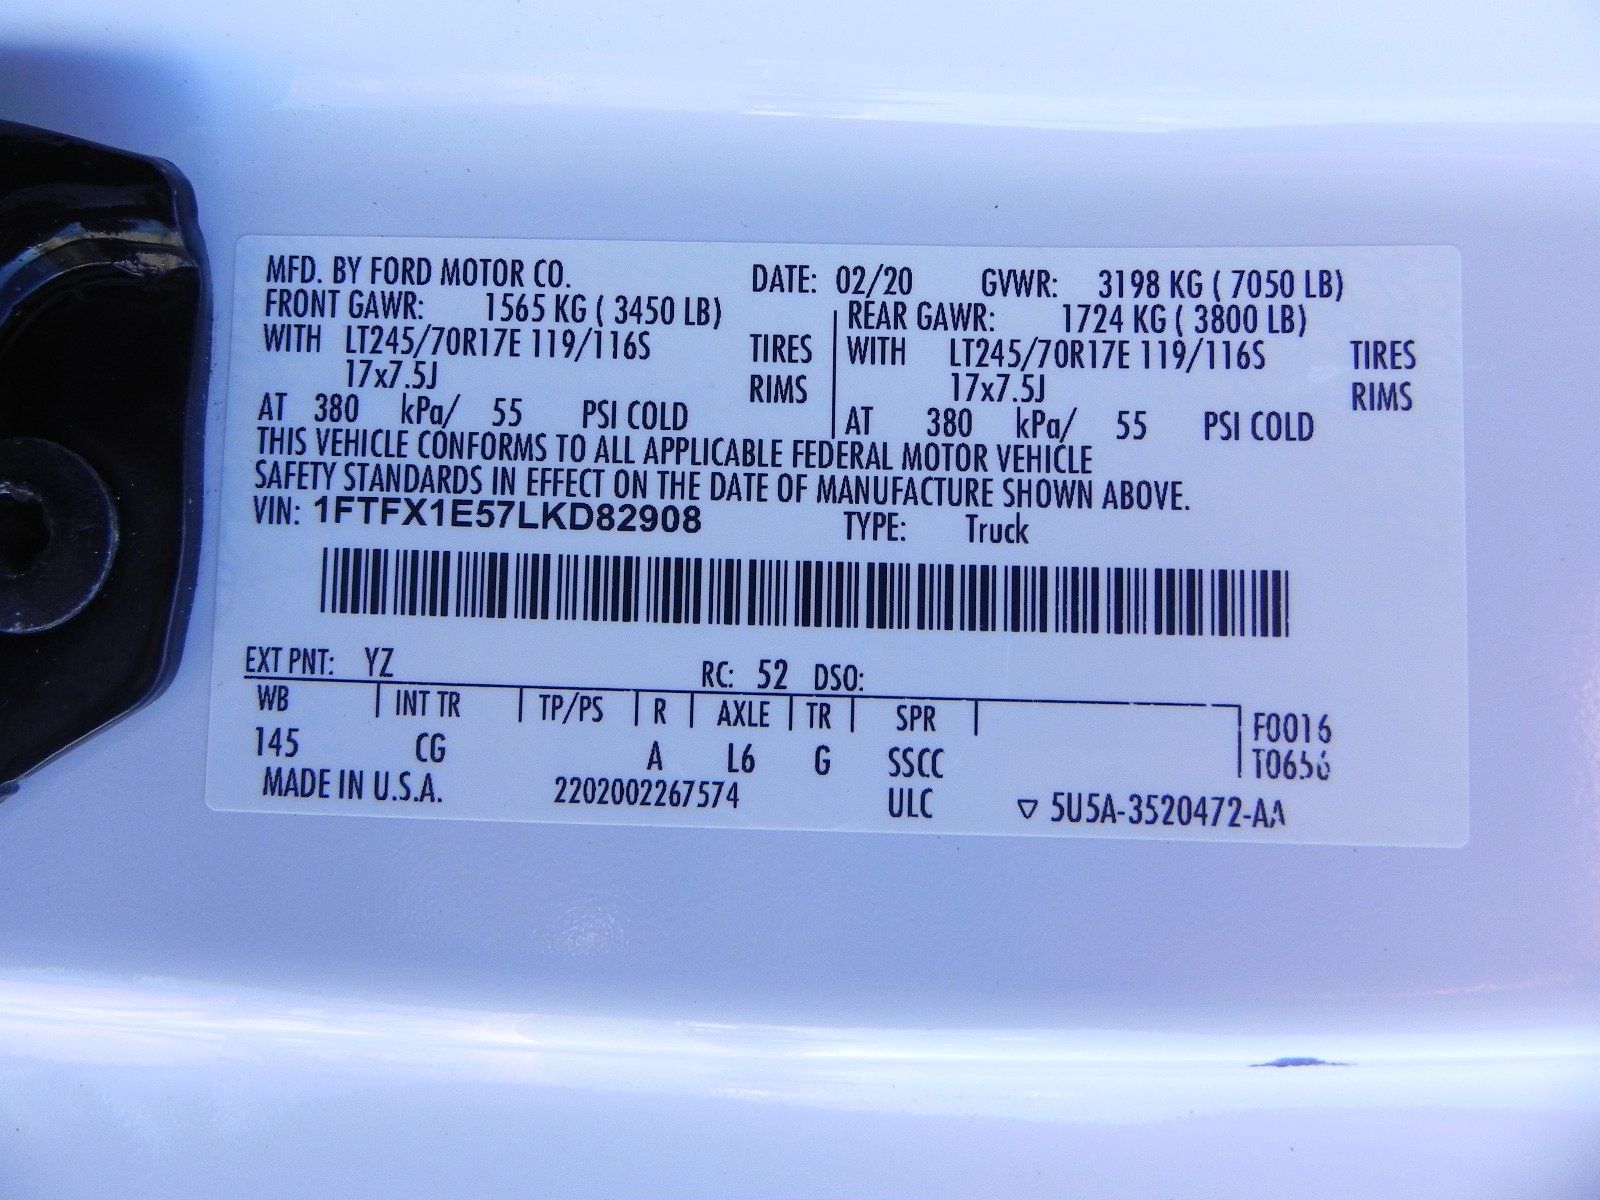 MFD. BY FORD MOTOR CO. DATE: 02/20 GVWR: 3198 KG ( 7050 LB)
FRONT GAWR: 1565 KG ( 3450 LB) REAR GAWR: 1724 KG ( 3800 LB)
WITH LT245/70R17E 119/116S TIRES WITH LT245/70R17E 119/116S TIRES
17x7.5J RIMS 17x7.5J RIMS
AT 380 kPa/ 55 PSI COLD AT 380 kPa/ 55 PSI COLD
THIS VEHICLE CONFORMS TO ALL APPLICABLE FEDERAL MOTOR VEHICLE
SAFETY STANDARDS IN EFFECT ON THE DATE OF MANUFACTURE SHOWN ABOVE.
VIN: 1FTFX1E57LKD82908 TYPE: Truck
EXT PNT: YZ RC: 52 DSO:
WB INT TR TP/PS R AXLE TR SPR F0016
145 CG A L6 G SSCC T0656
MADE IN U.S.A. 2202002267574 ULC ▽ 5U5A-3520472-AA